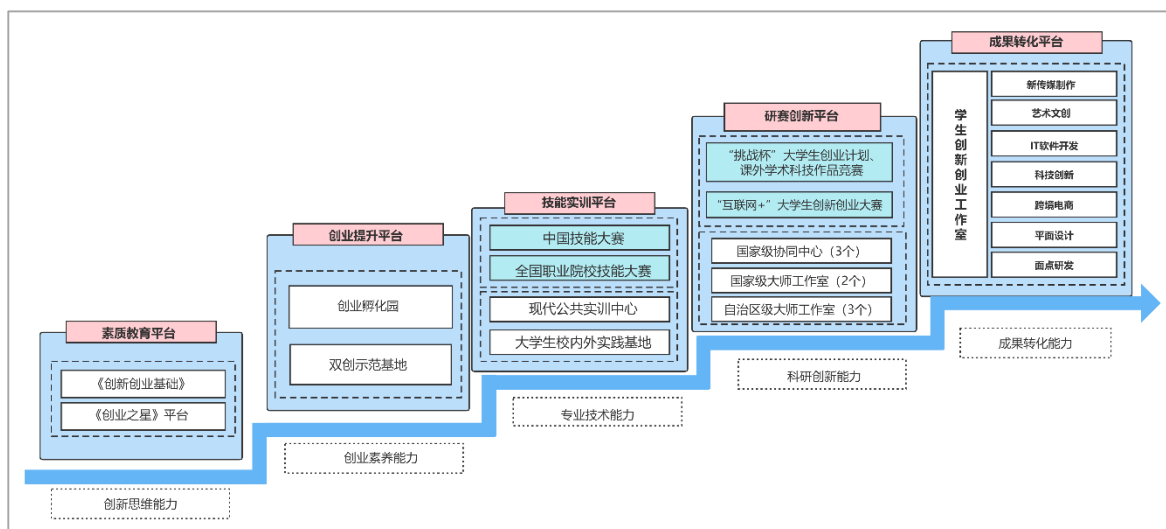 素质教育平台
《创新创业基础》
《创业之星》平台
创新思维能力
创业提升平台
创业孵化园
双创示范基地
创业素养能力
技能实训平台
中国技能大赛
全国职业院校技能大赛
现代公共实训中心
大学生校内外实践基地
专业技术能力
研赛创新平台
“挑战杯”大学生创业计划、
课外学术科技作品竞赛
“互联网+”大学生创新创业大赛
国家级协同中心（3个）
国家级大师工作室（2个）
自治区级大师工作室（3个）
科研创新能力
成果转化平台
学生创新创业工作室
新传媒制作
艺术文创
IT软件开发
科技创新
跨境电商
平面设计
面点研发
成果转化能力